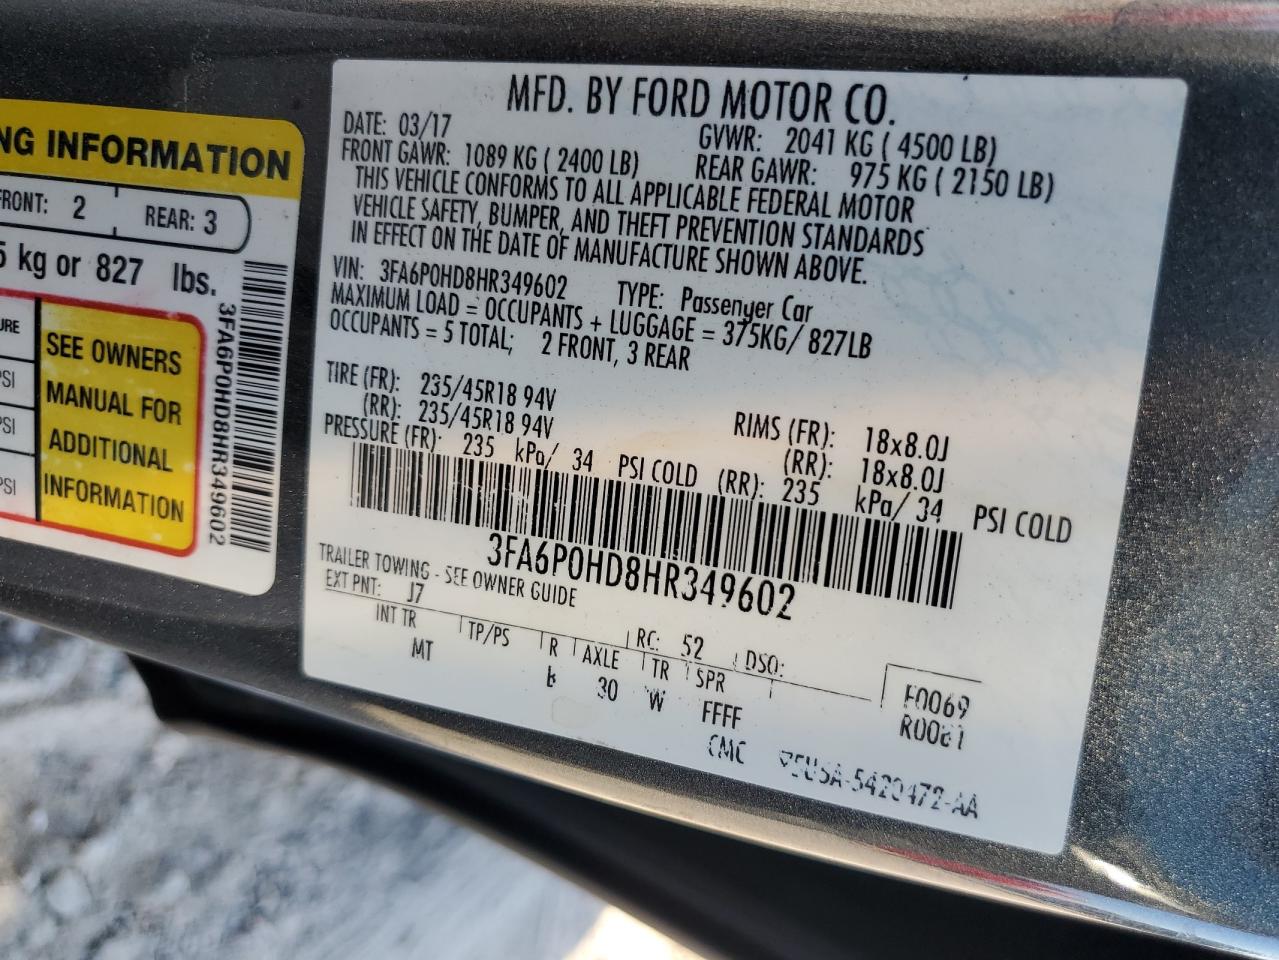 NG INFORMATION
FRONT: 2 REAR: 3
5 kg or 827 lbs.
SEE OWNERS
MANUAL FOR
ADDITIONAL
INFORMATION
PSI
PSI
PSI
3FA6P0HD8HR349602
MFD. BY FORD MOTOR CO.
DATE: 03/17 GVWR: 2041 KG ( 4500 LB)
FRONT GAWR: 1089 KG ( 2400 LB) REAR GAWR: 975 KG ( 2150 LB)
THIS VEHICLE CONFORMS TO ALL APPLICABLE FEDERAL MOTOR
VEHICLE SAFETY, BUMPER, AND THEFT PREVENTION STANDARDS
IN EFFECT ON THE DATE OF MANUFACTURE SHOWN ABOVE.
VIN: 3FA6P0HD8HR349602 TYPE: Passenger Car
MAXIMUM LOAD = OCCUPANTS + LUGGAGE = 375KG/ 827LB
OCCUPANTS = 5 TOTAL; 2 FRONT, 3 REAR
TIRE (FR): 235/45R18 94V RIMS (FR): 18x8.0J
(RR): 235/45R18 94V (RR): 18x8.0J
PRESSURE (FR): 235 kPa/ 34 PSI COLD (RR): 235 kPa/ 34 PSI COLD
3FA6P0HD8HR349602
TRAILER TOWING - SEE OWNER GUIDE
EXT PNT: J7 RC: 52 DSO:
INT TR TP/PS R AXLE TR SPR
MT 30 W FFFF
F0069
R0081
CMC